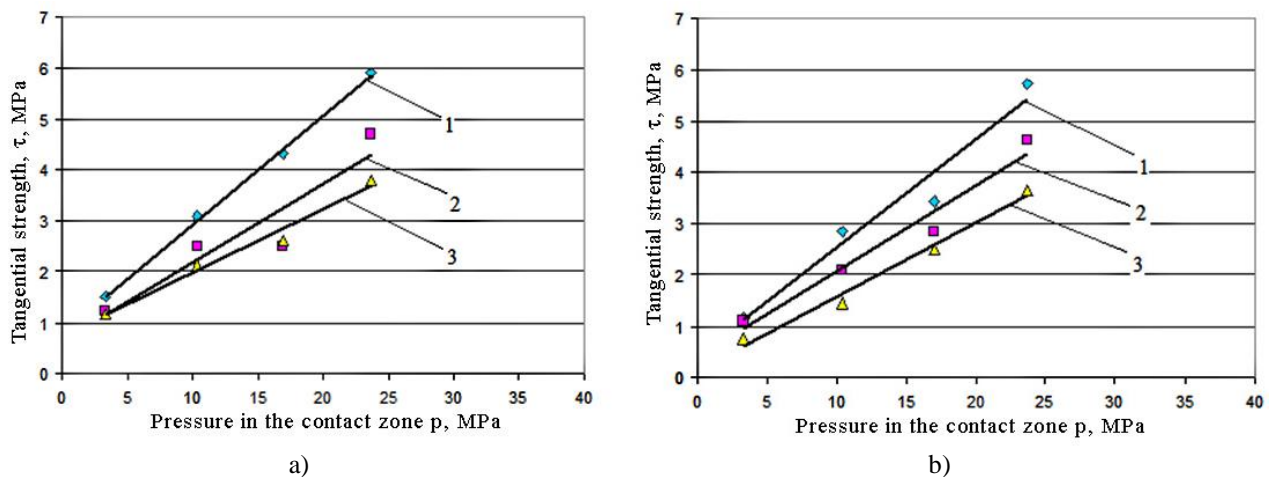 7
6
5
4
3
2
1
0
Tangential strength, τ, MPa
1
2
3
0 5 10 15 20 25 30 35 40
Pressure in the contact zone p, MPa
a)
7
6
5
4
3
2
1
0
Tangential strength, τ, MPa
1
2
3
0 5 10 15 20 25 30 35 40
Pressure in the contact zone p, MPa
b)